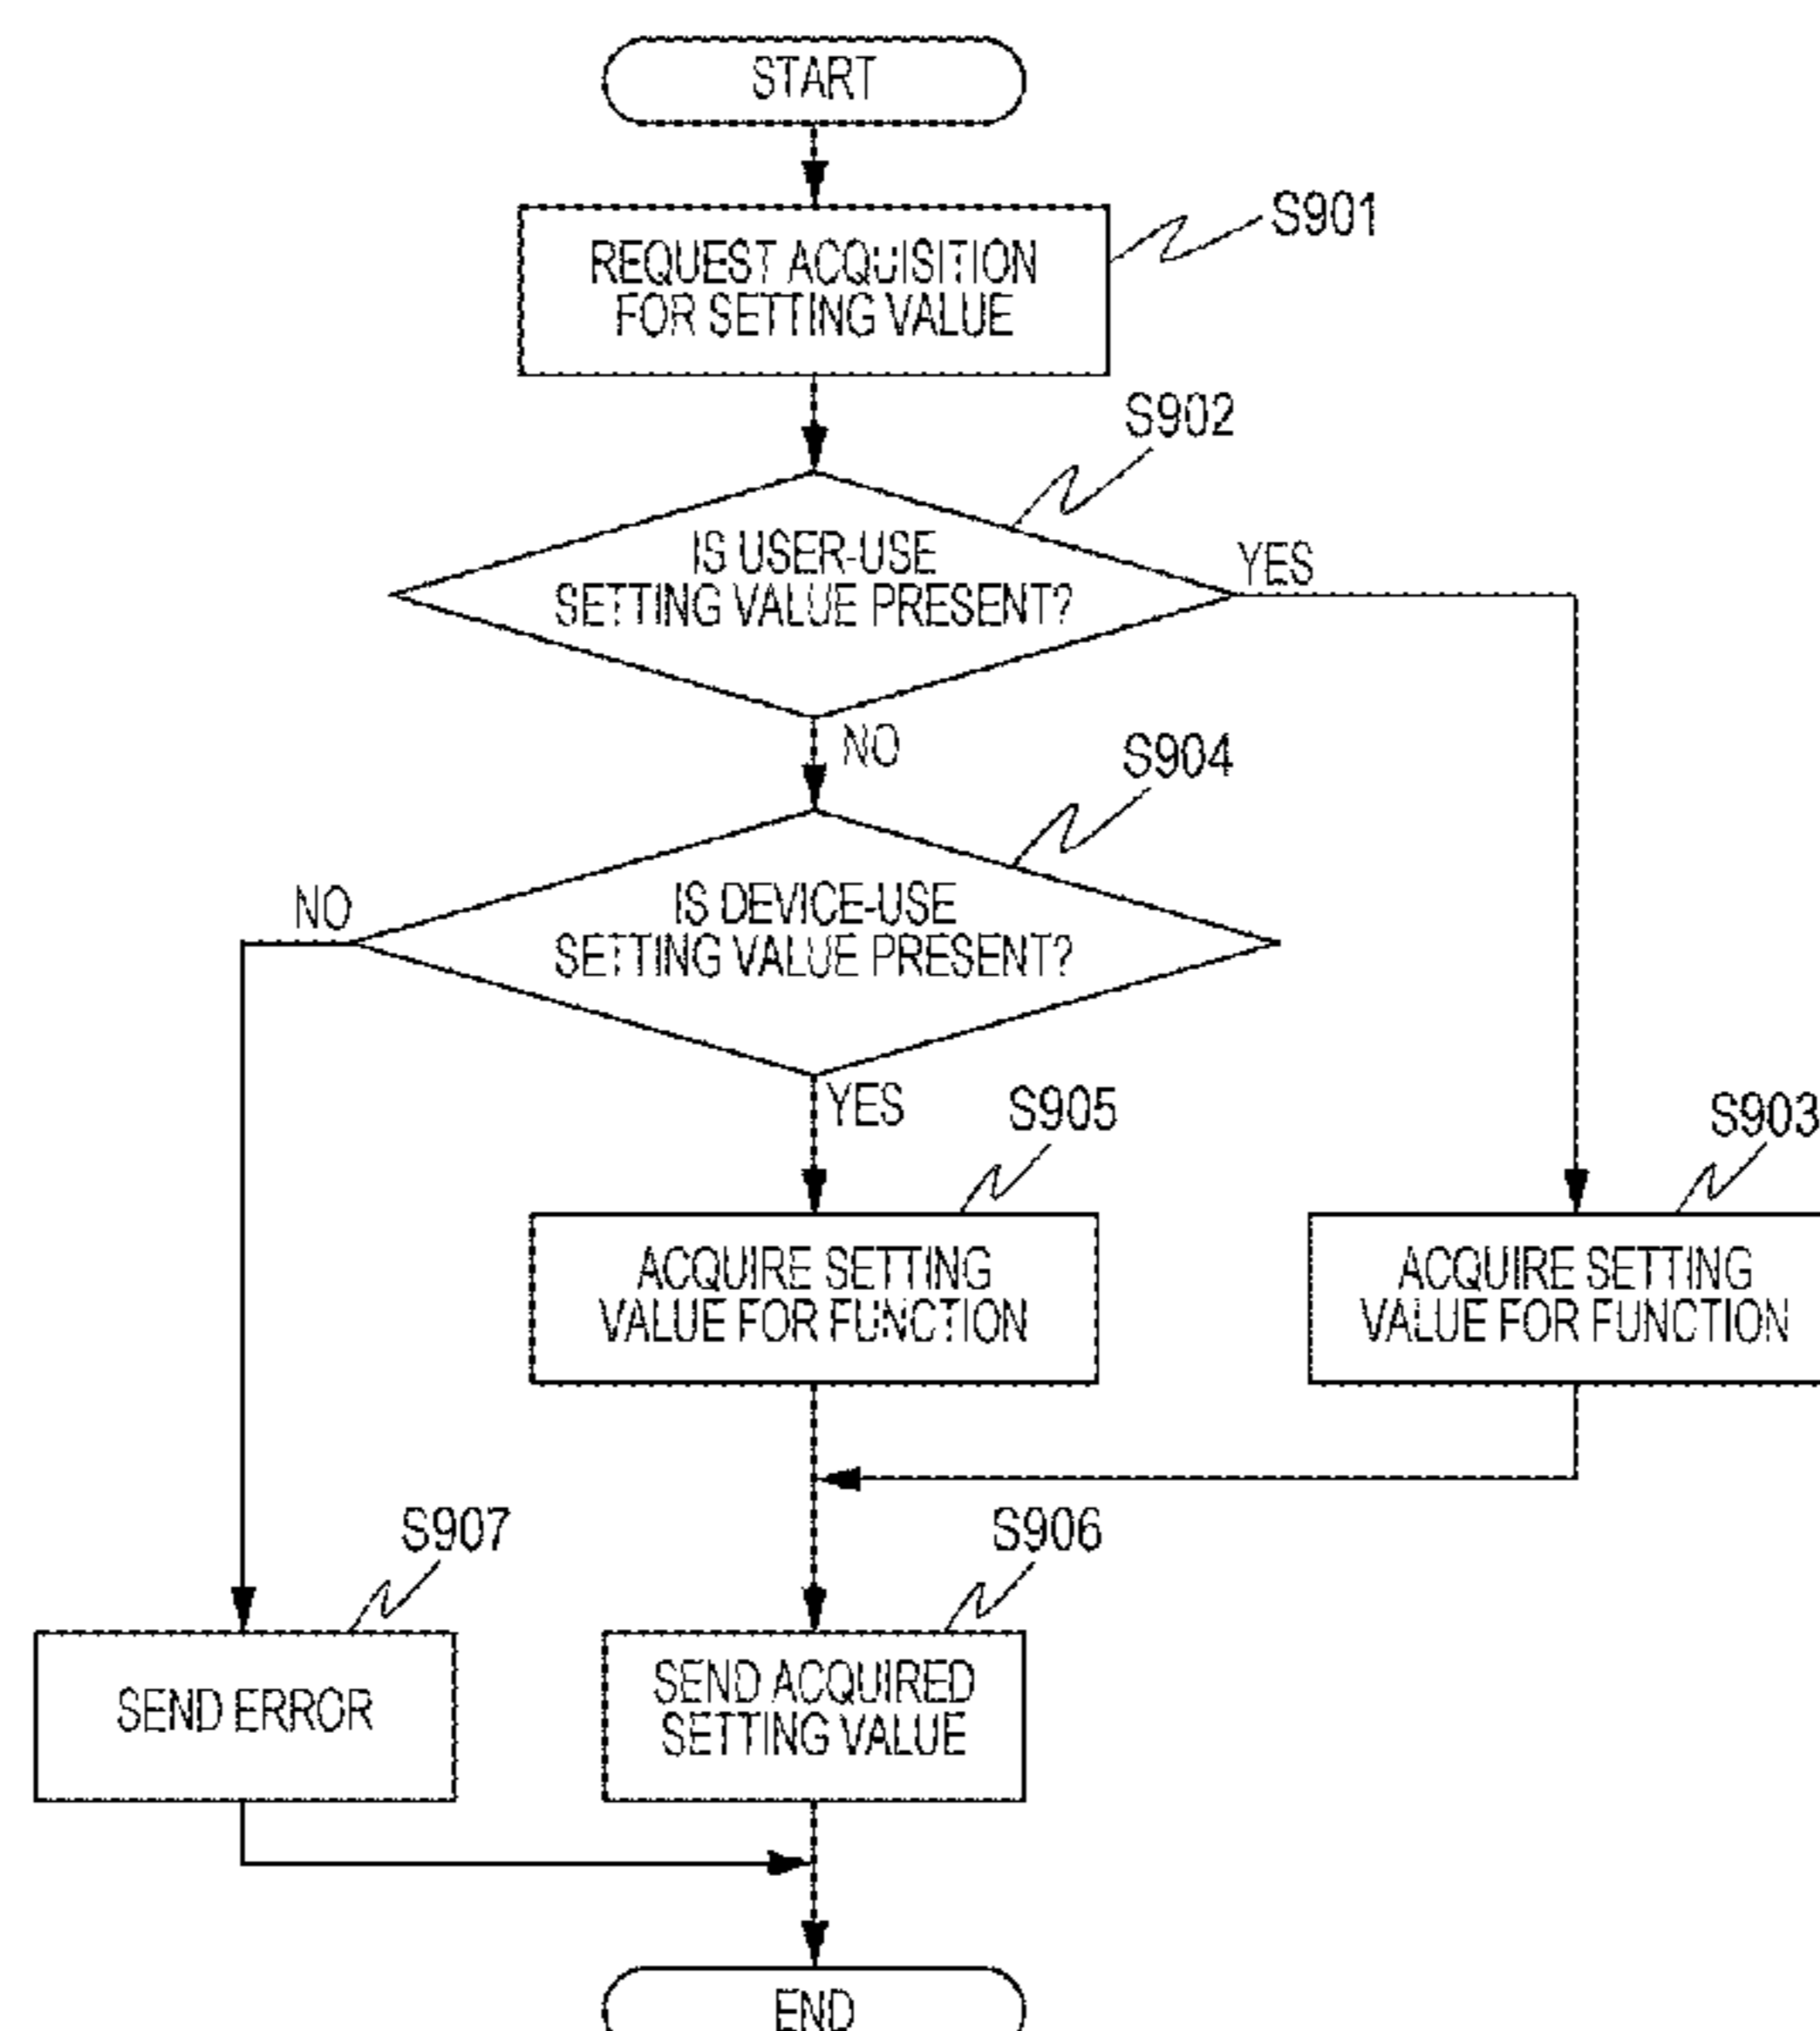 START
S901
REQUEST ACQUISITION
FOR SETTING VALUE
S902
IS USER-USE
SETTING VALUE PRESENT?
YES
NO
S904
IS DEVICE-USE
SETTING VALUE PRESENT?
NO
YES
S905
S903
ACQUIRE SETTING
VALUE FOR FUNCTION
ACQUIRE SETTING
VALUE FOR FUNCTION
S907
S906
SEND ERROR
SEND ACQUIRED
SETTING VALUE
END